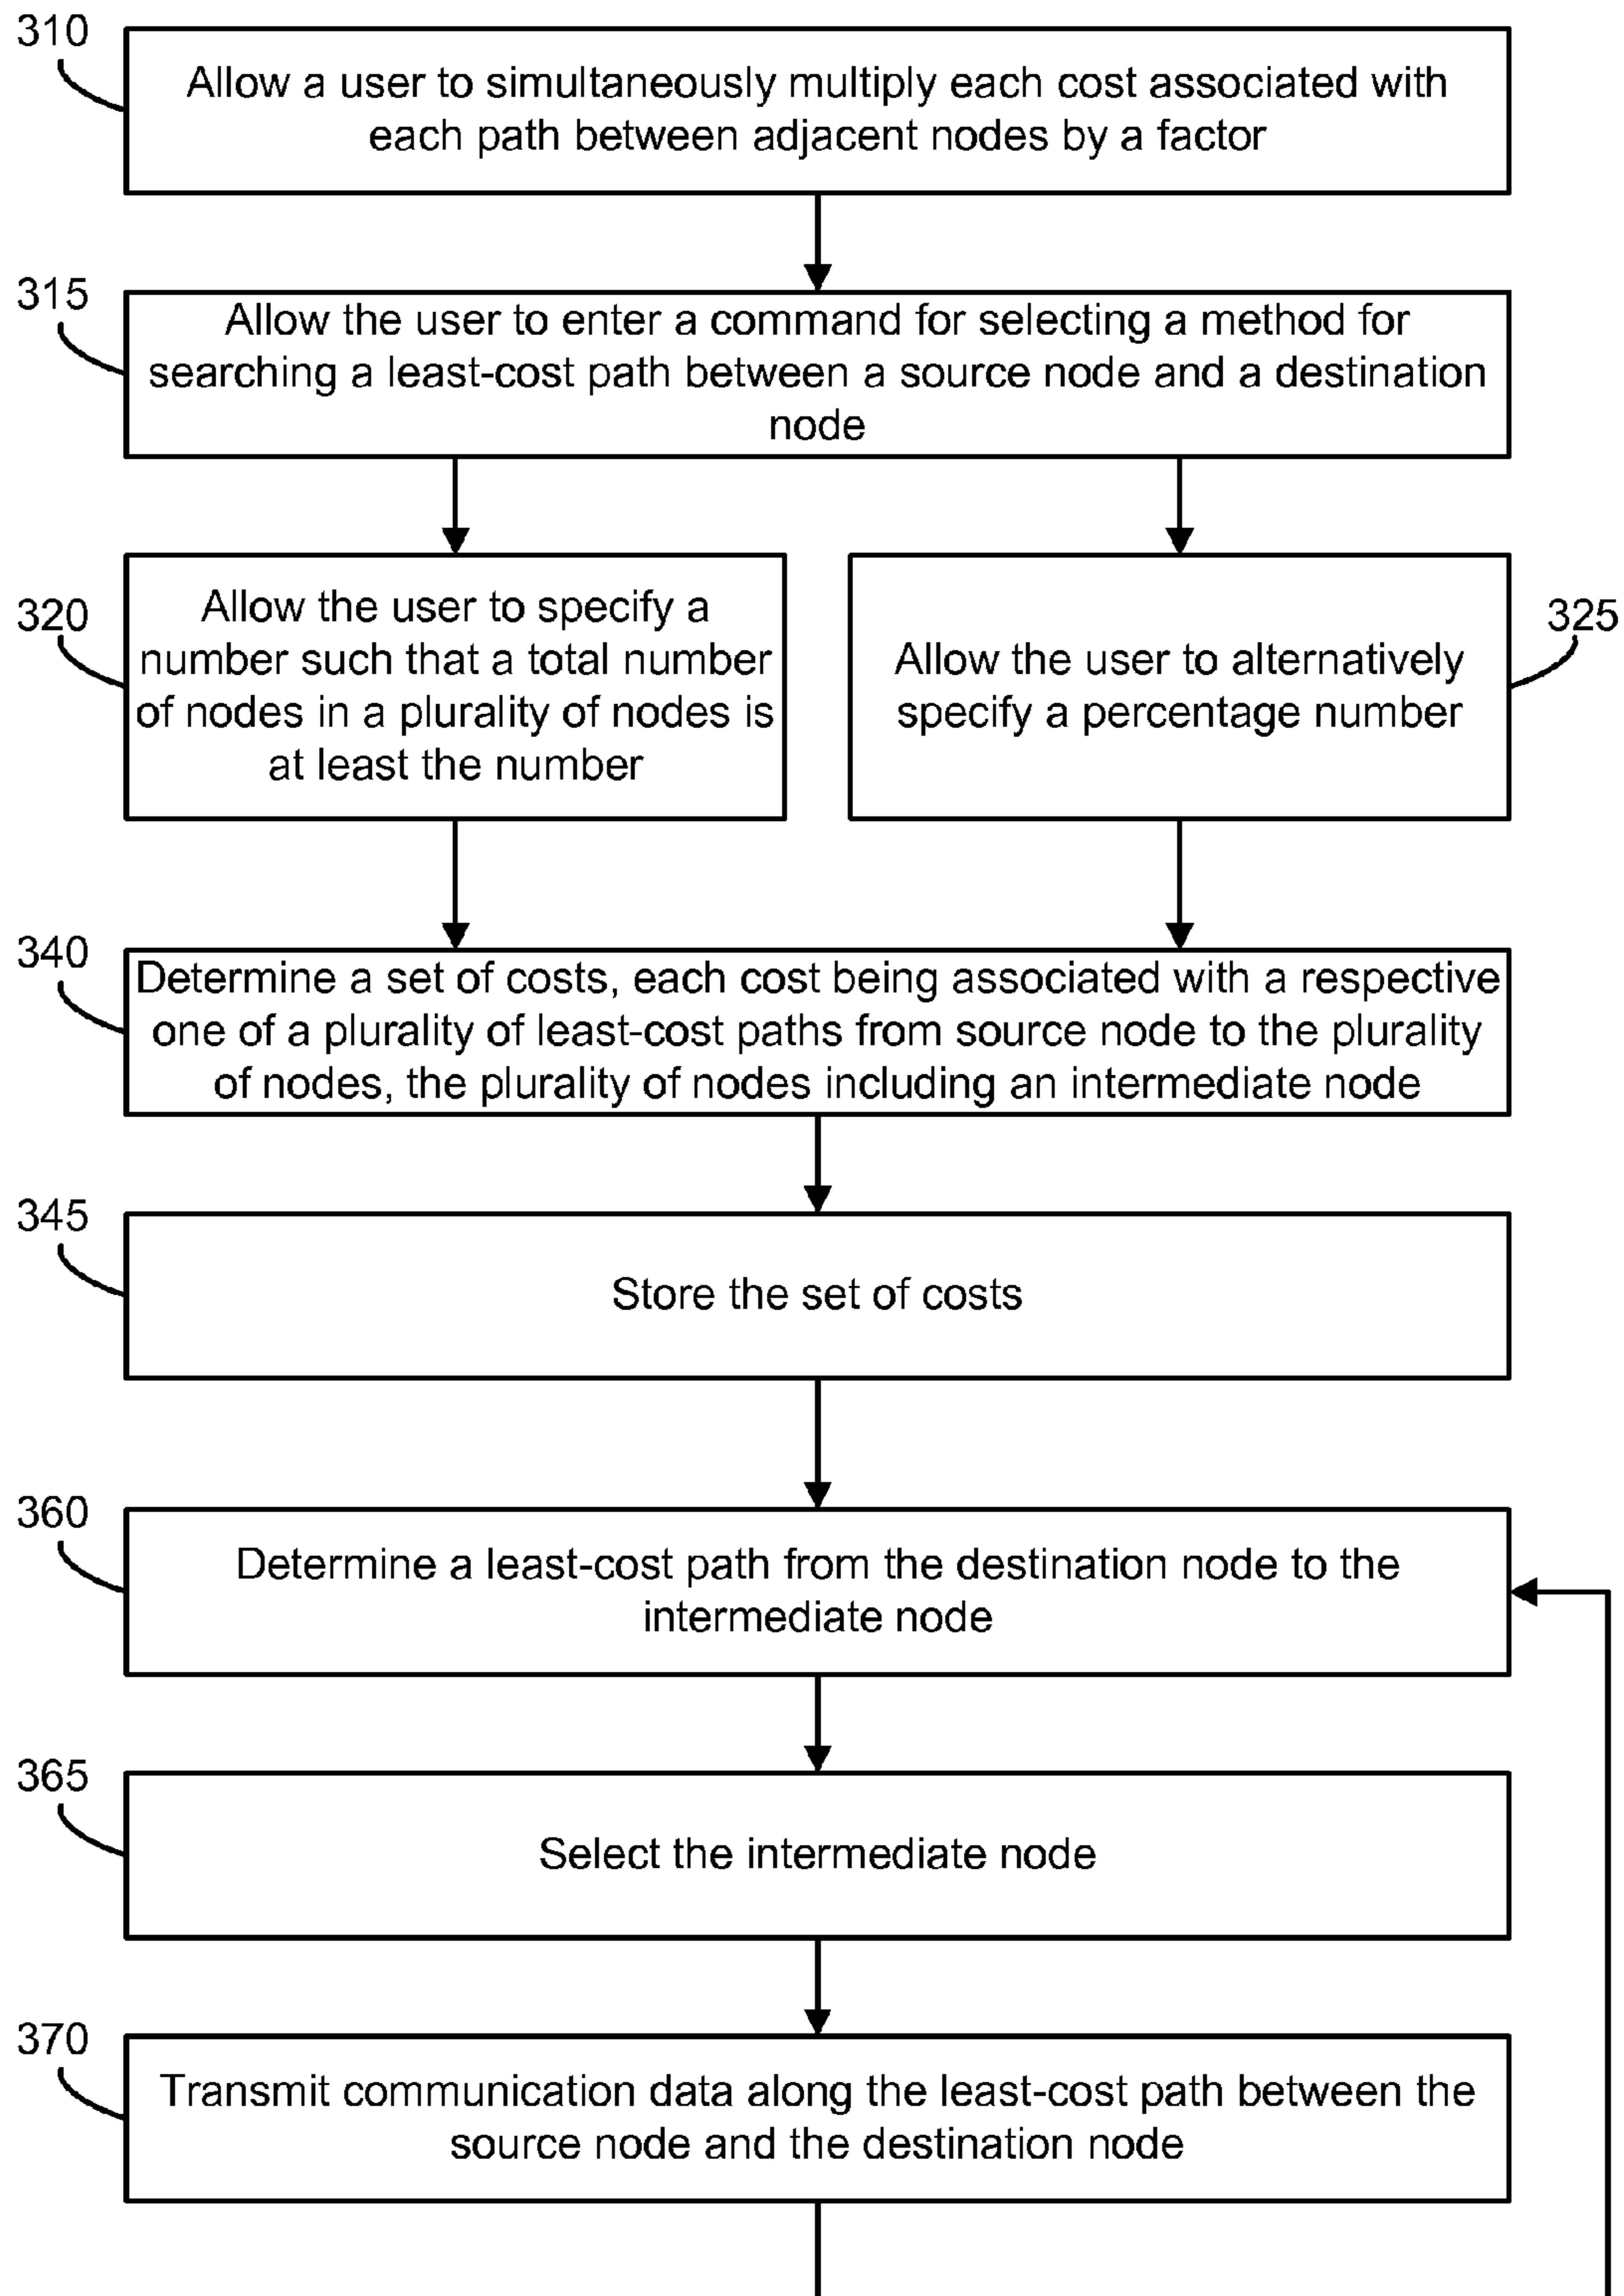 310
Allow a user to simultaneously multiply each cost associated with
each path between adjacent nodes by a factor
315
Allow the user to enter a command for selecting a method for
searching a least-cost path between a source node and a destination
node
320
Allow the user to specify a
number such that a total number
of nodes in a plurality of nodes is
at least the number
325
Allow the user to alternatively
specify a percentage number
340
Determine a set of costs, each cost being associated with a respective
one of a plurality of least-cost paths from source node to the plurality
of nodes, the plurality of nodes including an intermediate node
345
Store the set of costs
360
Determine a least-cost path from the destination node to the
intermediate node
365
Select the intermediate node
370
Transmit communication data along the least-cost path between the
source node and the destination node